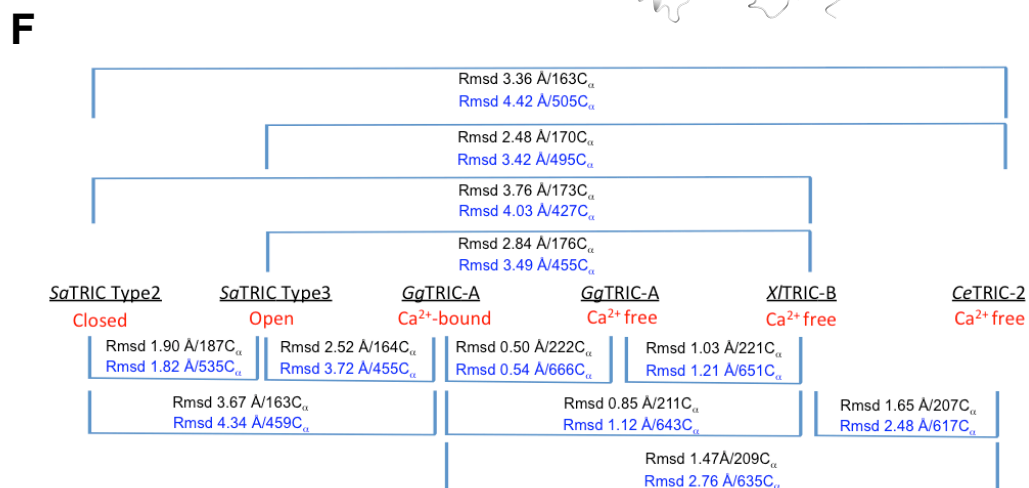 F
Rmsd 3.36 Å/163Cα
Rmsd 4.42 Å/505Cα
Rmsd 2.48 Å/170Cα
Rmsd 3.42 Å/495Cα
Rmsd 3.76 Å/173Cα
Rmsd 4.03 Å/427Cα
Rmsd 2.84 Å/176Cα
Rmsd 3.49 Å/455Cα
SaTRIC Type2 SaTRIC Type3 GgTRIC-A GgTRIC-A XlTRIC-B CeTRIC-2
Closed Open Ca²⁺-bound Ca²⁺ free Ca²⁺ free Ca²⁺ free
Rmsd 1.90 Å/187Cα Rmsd 2.52 Å/164Cα Rmsd 0.50 Å/222Cα Rmsd 1.03 Å/221Cα
Rmsd 1.82 Å/535Cα Rmsd 3.72 Å/455Cα Rmsd 0.54 Å/666Cα Rmsd 1.21 Å/651Cα
Rmsd 3.67 Å/163Cα Rmsd 0.85 Å/211Cα Rmsd 1.65 Å/207Cα
Rmsd 4.34 Å/459Cα Rmsd 1.12 Å/643Cα Rmsd 2.48 Å/617Cα
Rmsd 1.47Å/209Cα
Rmsd 2.76 Å/635Cα